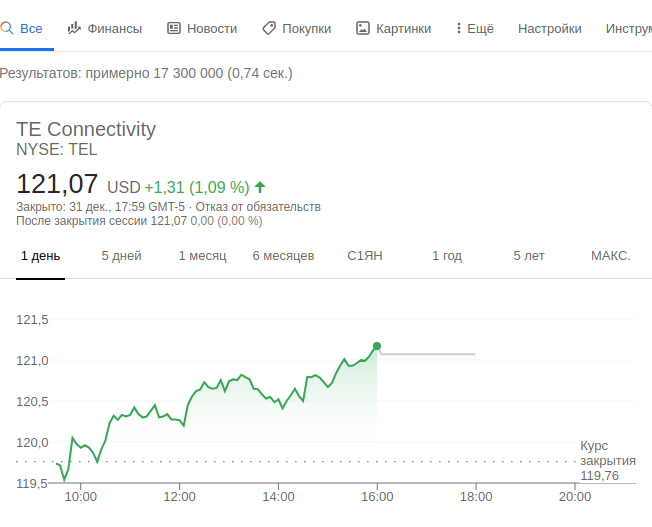 Все Финансы Новости Покупки Картинки Ещё Настройки Инструм
Результатов: примерно 17 300 000 (0,74 сек.)
TE Connectivity
NYSE: TEL
121,07 USD +1,31 (1,09 %)
Закрыто: 31 дек., 17:59 GMT-5 · Отказ от обязательств
После закрытия сессии 121,07 0,00 (0,00 %)
1 день 5 дней 1 месяц 6 месяцев С1ЯН 1 год 5 лет МАКС.
121,5
121,0
120,5
120,0
Курс
закрытия
119,76
119,5
10:00 12:00 14:00 16:00 18:00 20:00